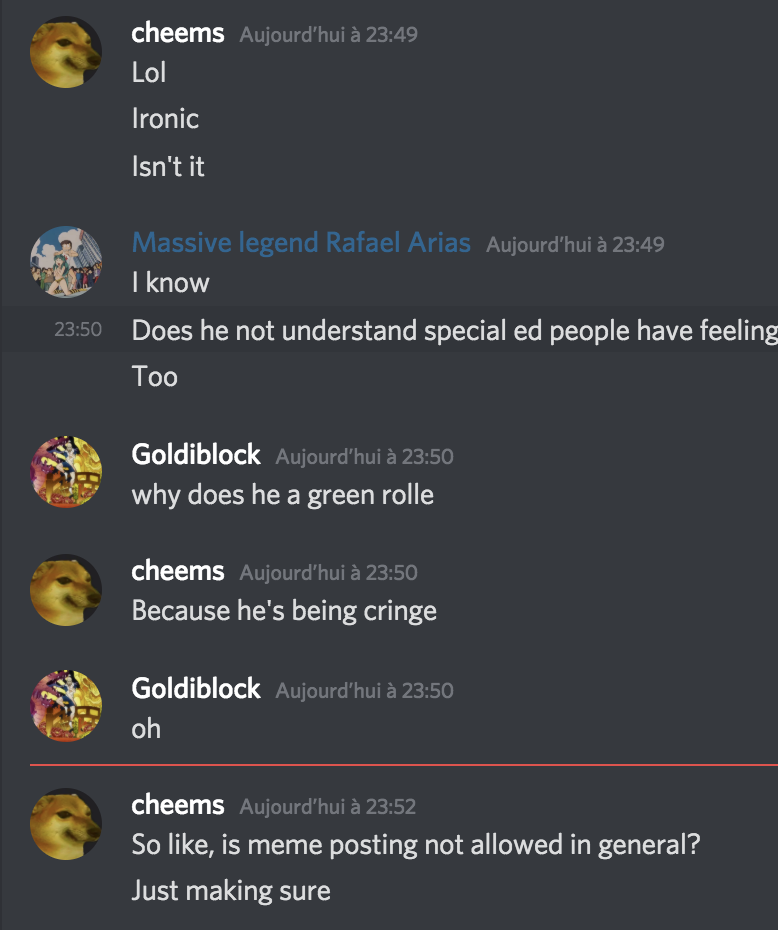 cheems Aujourd’hui à 23:49
Lol
Ironic
Isn't it
Massive legend Rafael Arias Aujourd’hui à 23:49
I know
23:50 Does he not understand special ed people have feeling
Too
Goldiblock Aujourd’hui à 23:50
why does he a green rolle
cheems Aujourd’hui à 23:50
Because he's being cringe
Goldiblock Aujourd’hui à 23:50
oh
cheems Aujourd’hui à 23:52
So like, is meme posting not allowed in general?
Just making sure